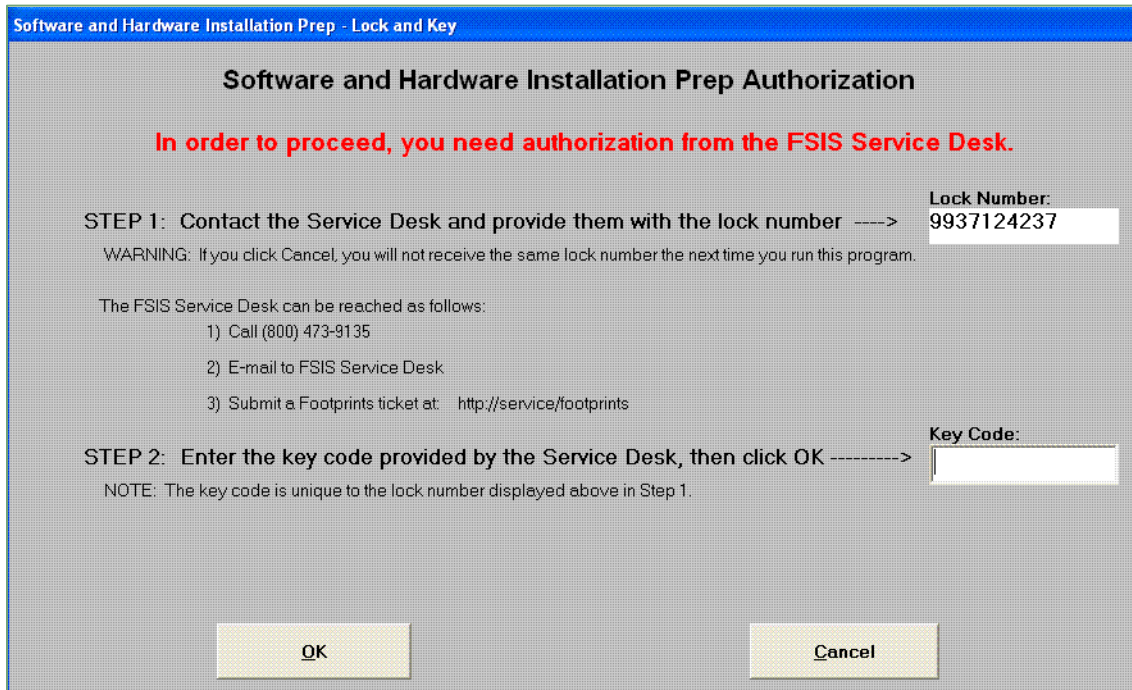 Software and Hardware Installation Prep - Lock and Key
Software and Hardware Installation Prep Authorization
In order to proceed, you need authorization from the FSIS Service Desk.
Lock Number:
STEP 1: Contact the Service Desk and provide them with the lock number ----> 9937124237
WARNING: If you click Cancel, you will not receive the same lock number the next time you run this program.
The FSIS Service Desk can be reached as follows:
1) Call (800) 473-9135
2) E-mail to FSIS Service Desk
3) Submit a Footprints ticket at: http://service/footprints
Key Code:
STEP 2: Enter the key code provided by the Service Desk, then click OK --------->
NOTE: The key code is unique to the lock number displayed above in Step 1.
OK Cancel